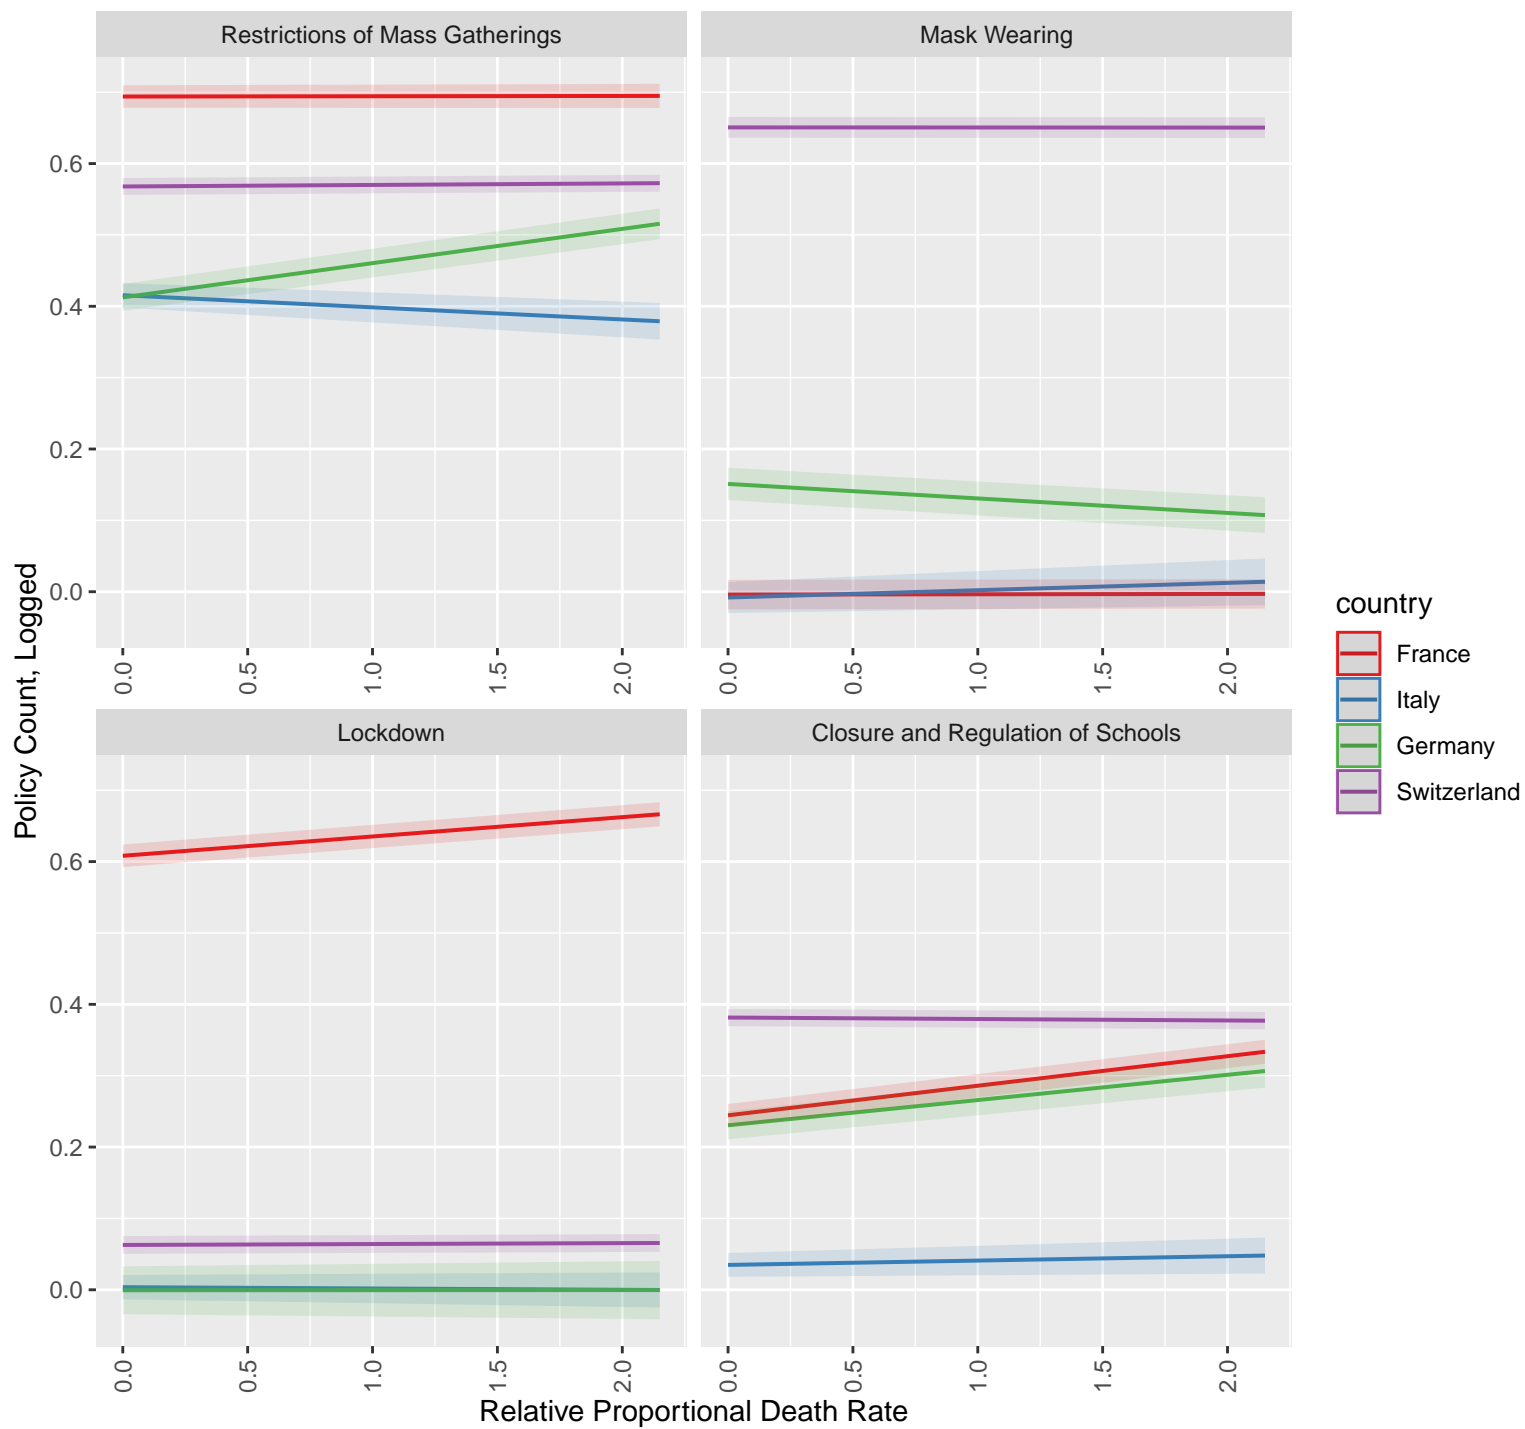 Restrictions of Mass Gatherings
Mask Wearing
0.6
0.4
0.2
0.0
0.0 0.5 1.0 1.5 2.0
0.0 0.5 1.0 1.5 2.0
Policy Count, Logged
country
France
Italy
Germany
Switzerland
Lockdown
Closure and Regulation of Schools
0.6
0.4
0.2
0.0
0.0 0.5 1.0 1.5 2.0
0.0 0.5 1.0 1.5 2.0
Relative Proportional Death Rate